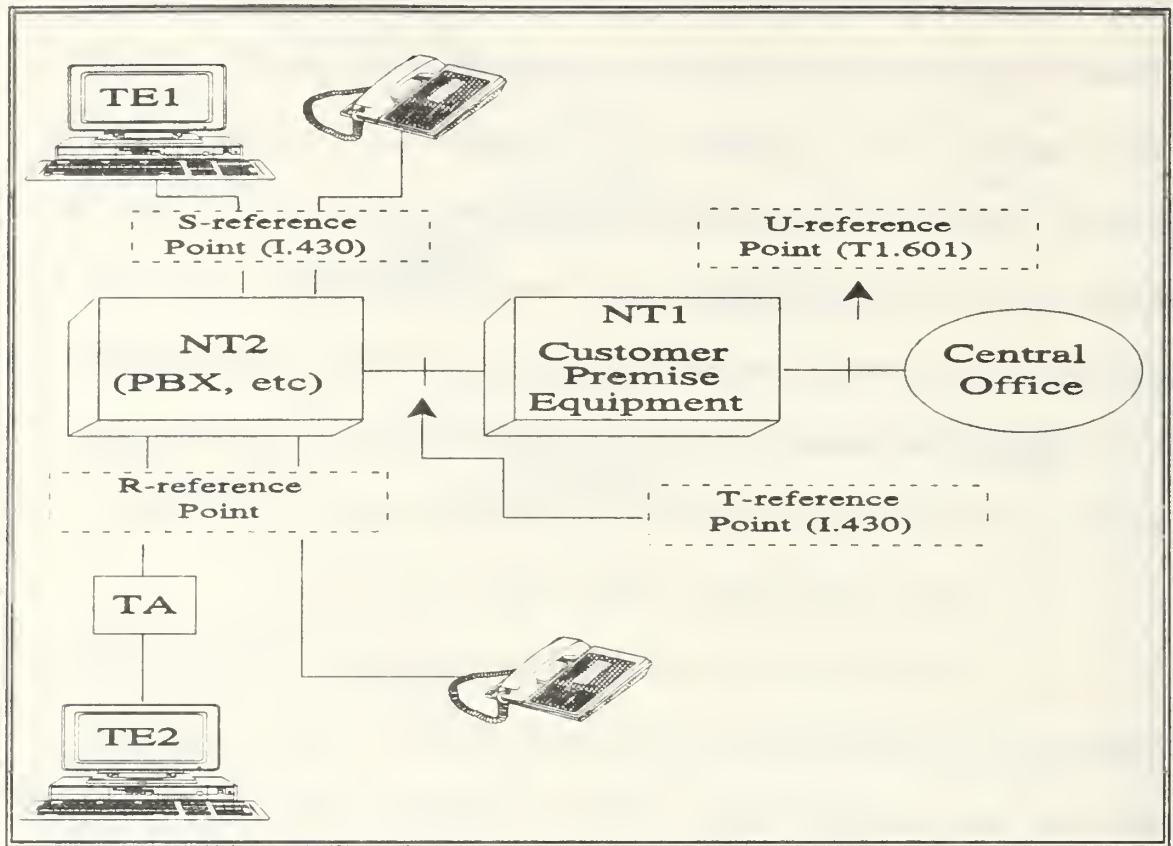 TE1
S-reference
Point (I.430)
U-reference
Point (T1.601)
NT2
(PBX, etc)
NT1
Customer
Premise
Equipment
Central
Office
R-reference
Point
T-reference
Point (I.430)
TA
TE2